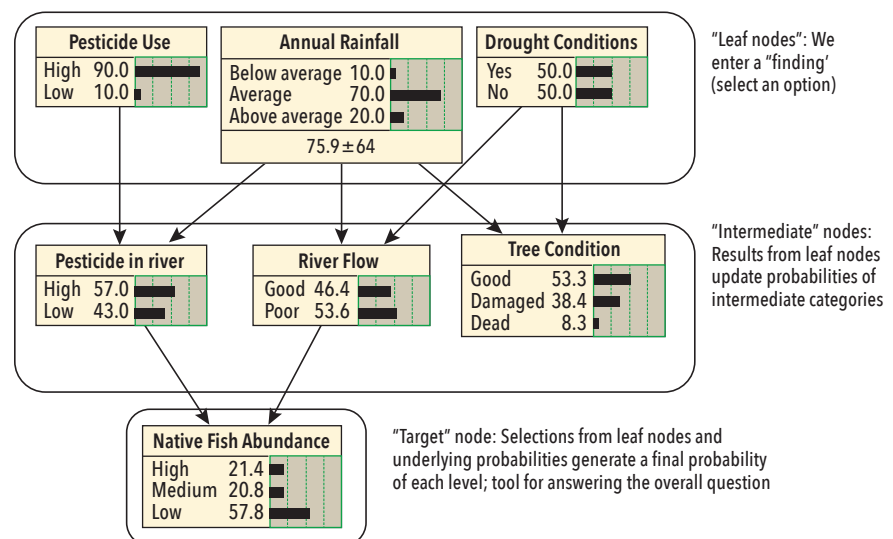 Pesticide Use
High 90.0
Low 10.0
Annual Rainfall
Below average 10.0
Average 70.0
Above average 20.0
75.9 ± 64
Drought Conditions
Yes 50.0
No 50.0
"Leaf nodes": We
enter a "finding'
(select an option)
Pesticide in river
High 57.0
Low 43.0
River Flow
Good 46.4
Poor 53.6
Tree Condition
Good 53.3
Damaged 38.4
Dead 8.3
"Intermediate" nodes:
Results from leaf nodes
update probabilities of
intermediate categories
Native Fish Abundance
High 21.4
Medium 20.8
Low 57.8
"Target" node: Selections from leaf nodes and
underlying probabilities generate a final probability
of each level; tool for answering the overall question